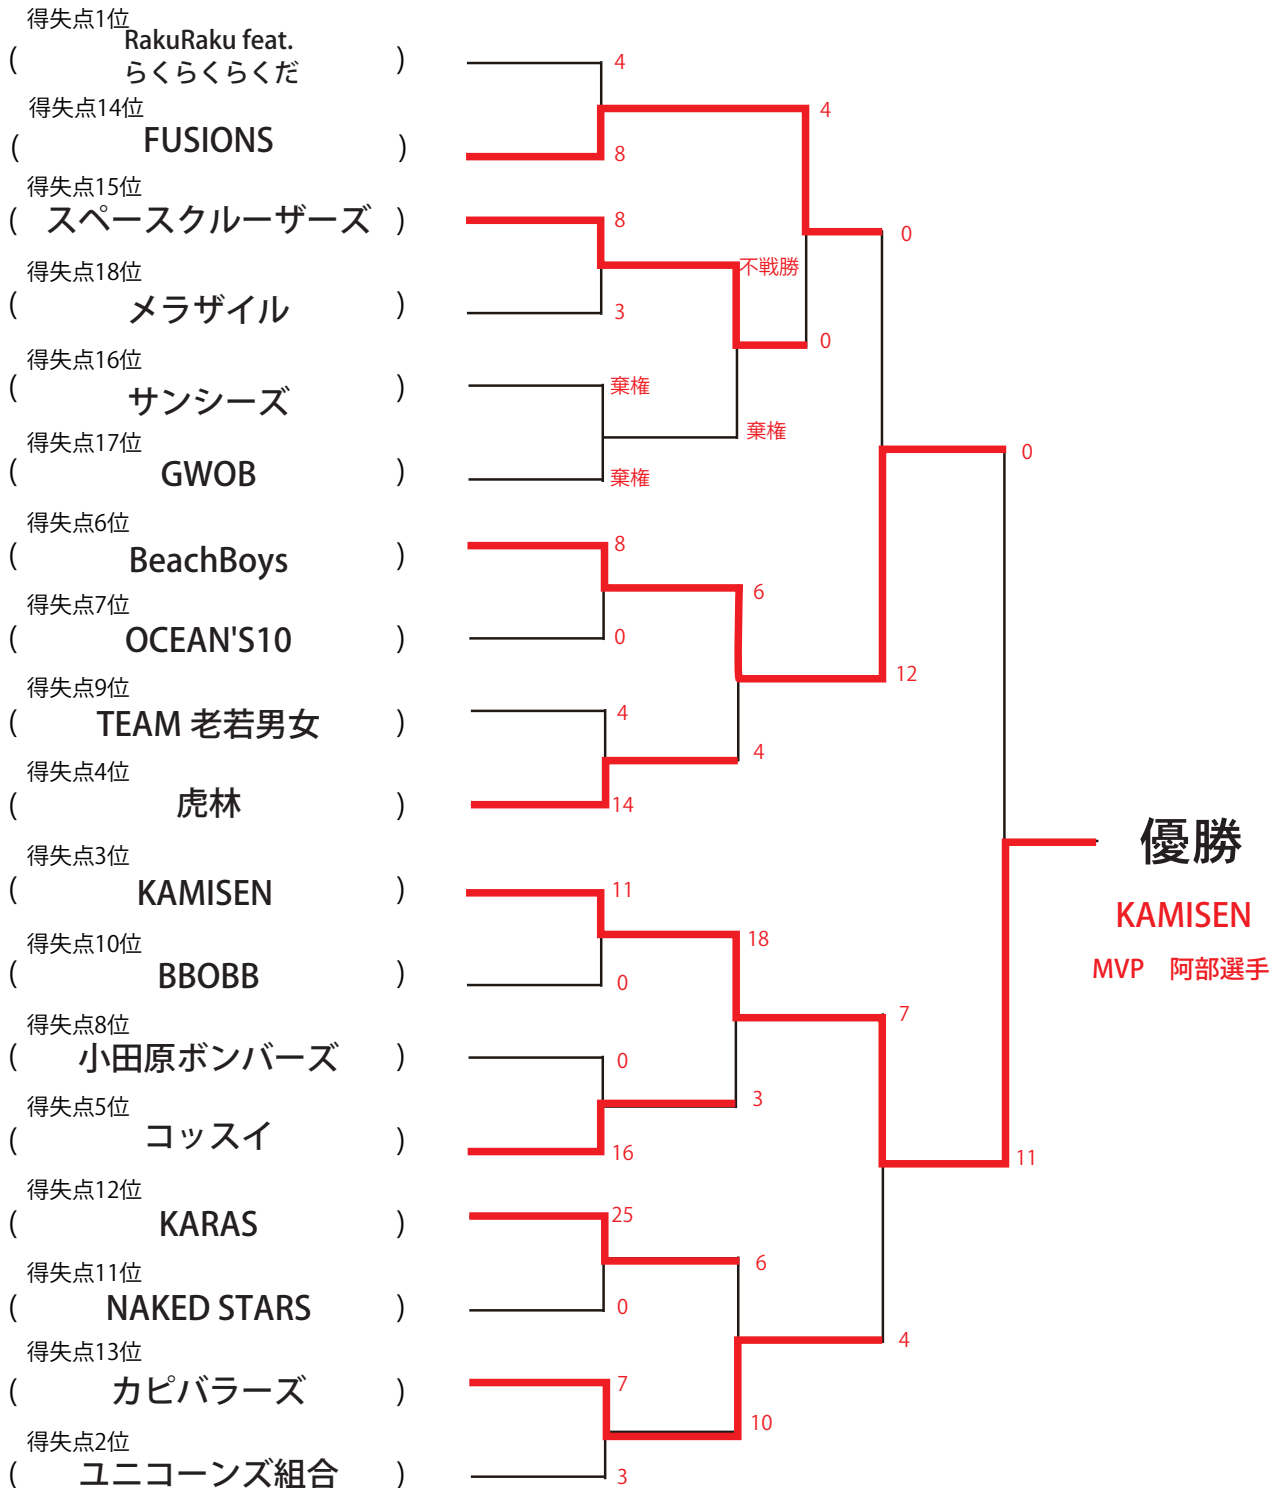 得失点1位
( RakuRaku feat. らくらくらくだ )
4
得失点14位
( FUSIONS )
8
4
得失点15位
( スペースクルーザーズ )
8
0
不戦勝
得失点18位
( メラザイル )
3
0
得失点16位
( サンシーズ )
棄権
棄権
得失点17位
( GWOB )
棄権
0
得失点6位
( BeachBoys )
8
6
得失点7位
( OCEAN'S10 )
0
12
得失点9位
( TEAM 老若男女 )
4
4
得失点4位
( 虎林 )
14
優勝
KAMISEN
MVP 阿部選手
得失点3位
( KAMISEN )
11
18
得失点10位
( BBOBB )
0
7
得失点8位
( 小田原ボンバーズ )
0
3
得失点5位
( コッスイ )
16
11
得失点12位
( KARAS )
25
6
得失点11位
( NAKED STARS )
0
4
得失点13位
( カピバラーズ )
7
10
得失点2位
( ユニコーンズ組合 )
3